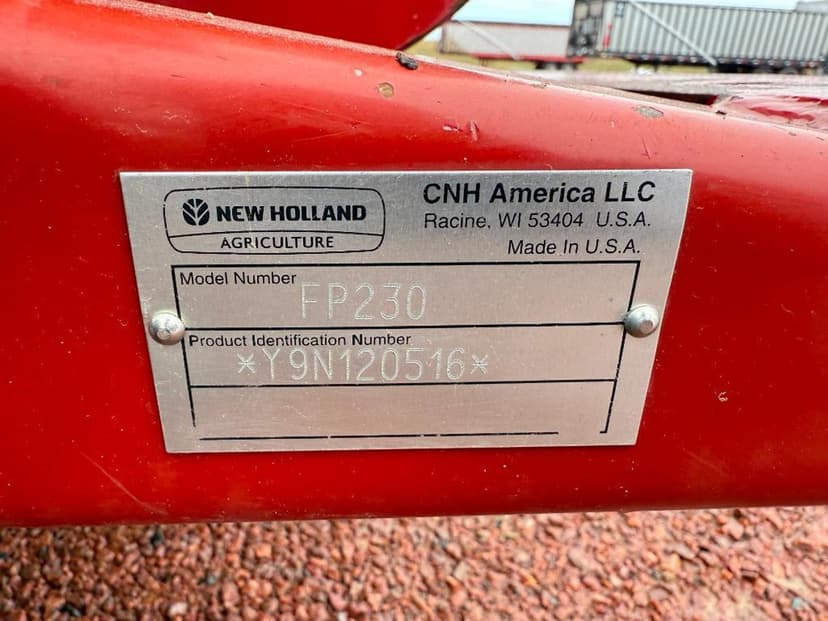 NEW HOLLAND
AGRICULTURE
CNH America LLC
Racine, WI 53404 U.S.A.
Made In U.S.A.
Model Number
FP230
Product Identification Number
*Y9N120516*